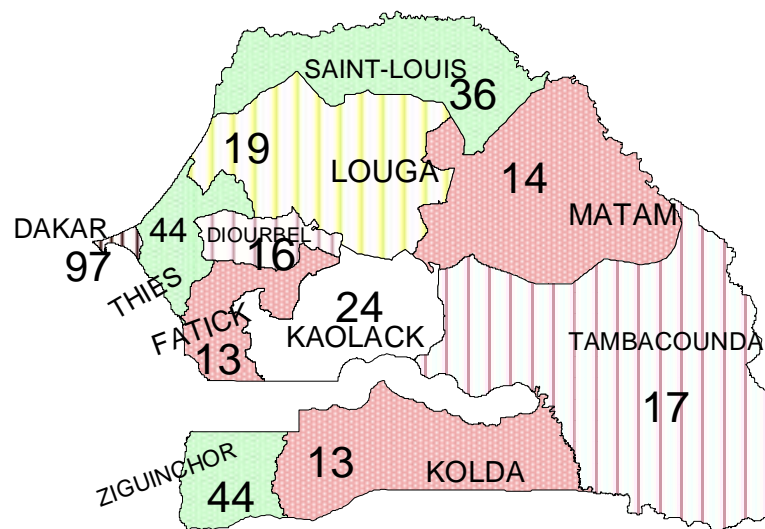 SAINT-LOUIS
36
19
LOUGA
14
MATAM
DAKAR
97
44
THIES
DIOURBEL
16
FATICK
13
24
KAOLACK
TAMBACOUNDA
17
ZIGUINCHOR
44
13
KOLDA